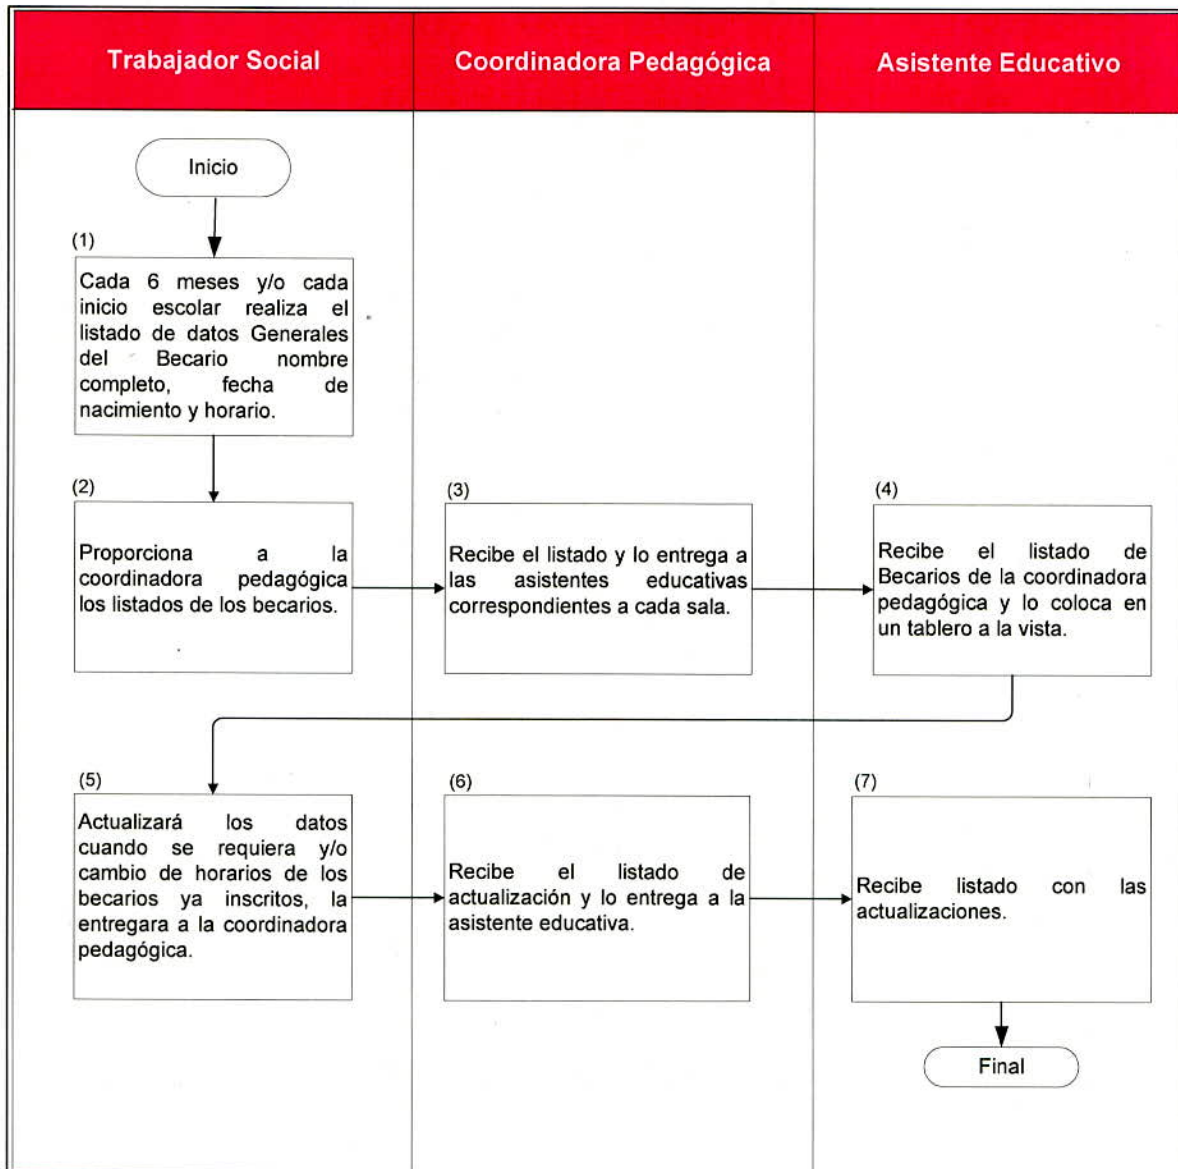 Trabajador Social
Coordinadora Pedagógica
Asistente Educativo
Inicio
(1)
Cada 6 meses y/o cada
inicio escolar realiza el
listado de datos Generales
del Becario nombre
completo, fecha de
nacimiento y horario.
(2)
Proporciona a la
coordinadora pedagógica
los listados de los becarios.
(3)
Recibe el listado y lo entrega a
las asistentes educativas
correspondientes a cada sala.
(4)
Recibe el listado de
Becarios de la coordinadora
pedagógica y lo coloca en
un tablero a la vista.
(5)
Actualizará los datos
cuando se requiera y/o
cambio de horarios de los
becarios ya inscritos, la
entregara a la coordinadora
pedagógica.
(6)
Recibe el listado de
actualización y lo entrega a la
asistente educativa.
(7)
Recibe listado con las
actualizaciones.
Final